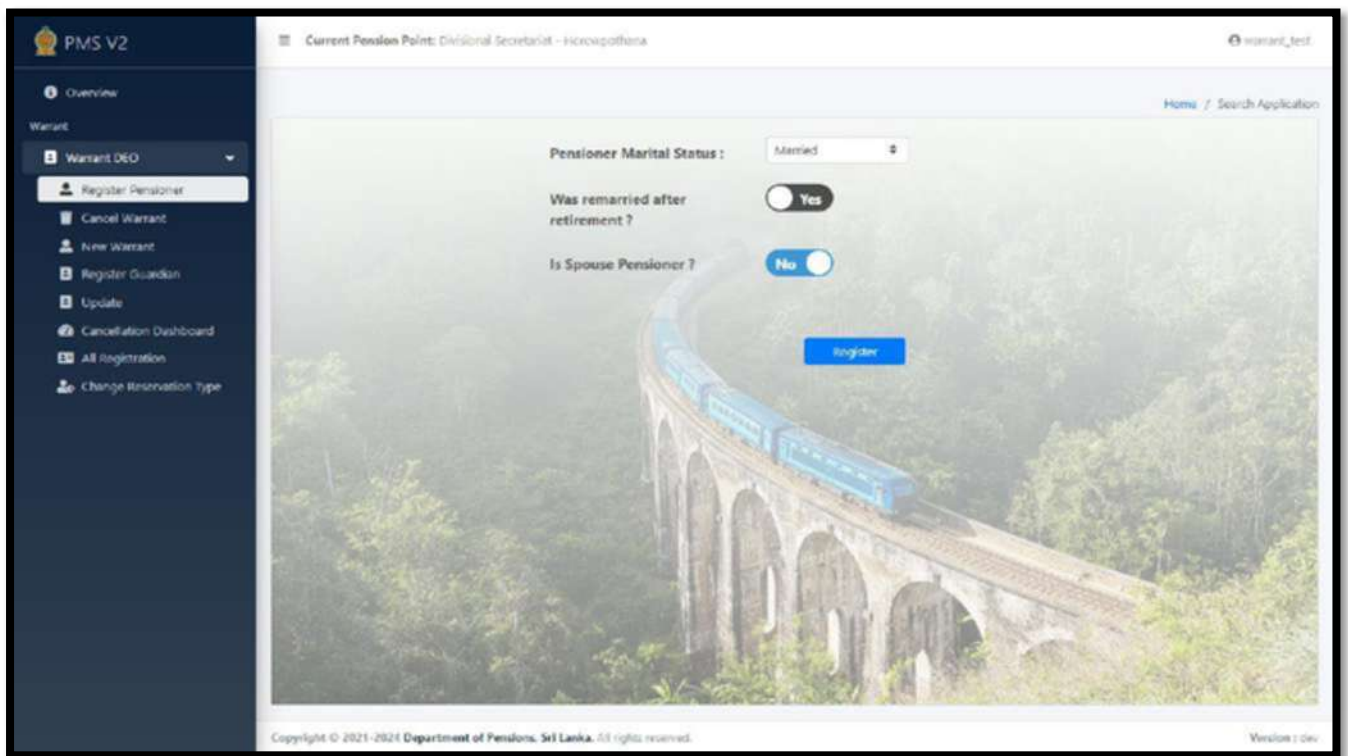 PMS V2
Current Pension Point: Divisional Secretariat - Horowpothana
warrant_test
Overview
Home / Search Application
Warrant
Warrant DEO
Register Pensioner
Cancel Warrant
New Warrant
Register Guardian
Update
Cancellation Dashboard
All Registration
Change Reservation Type
Pensioner Marital Status :
Married
Was remarried after
retirement ?
Yes
Is Spouse Pensioner ?
No
Register
Copyright © 2021-2024 Department of Pensions, Sri Lanka. All rights reserved.
Version : dev